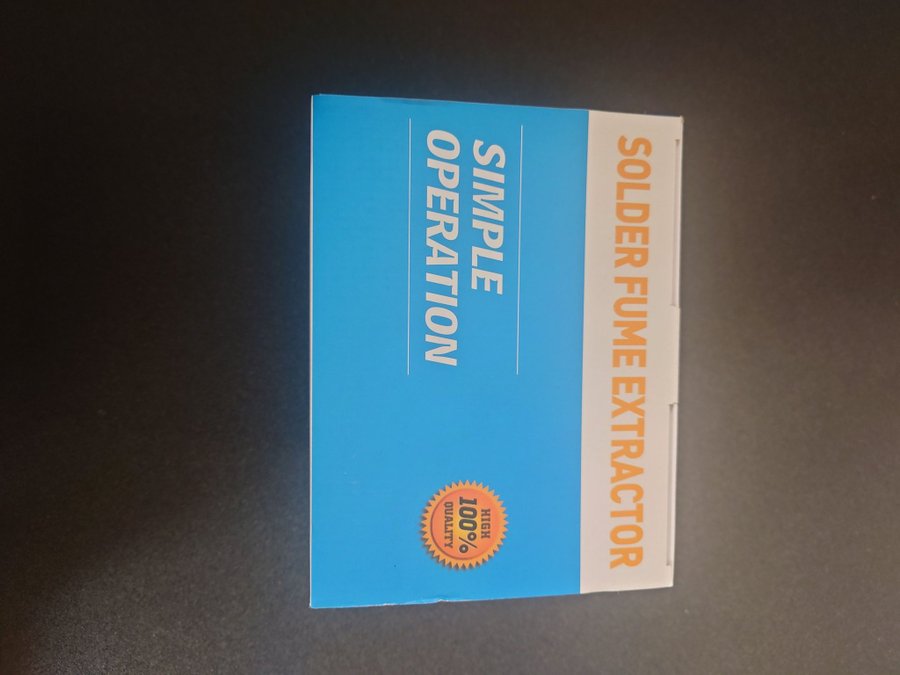 SOLDER FUME EXTRACTOR
SIMPLE
OPERATION
HIGH
100%
QUALITY